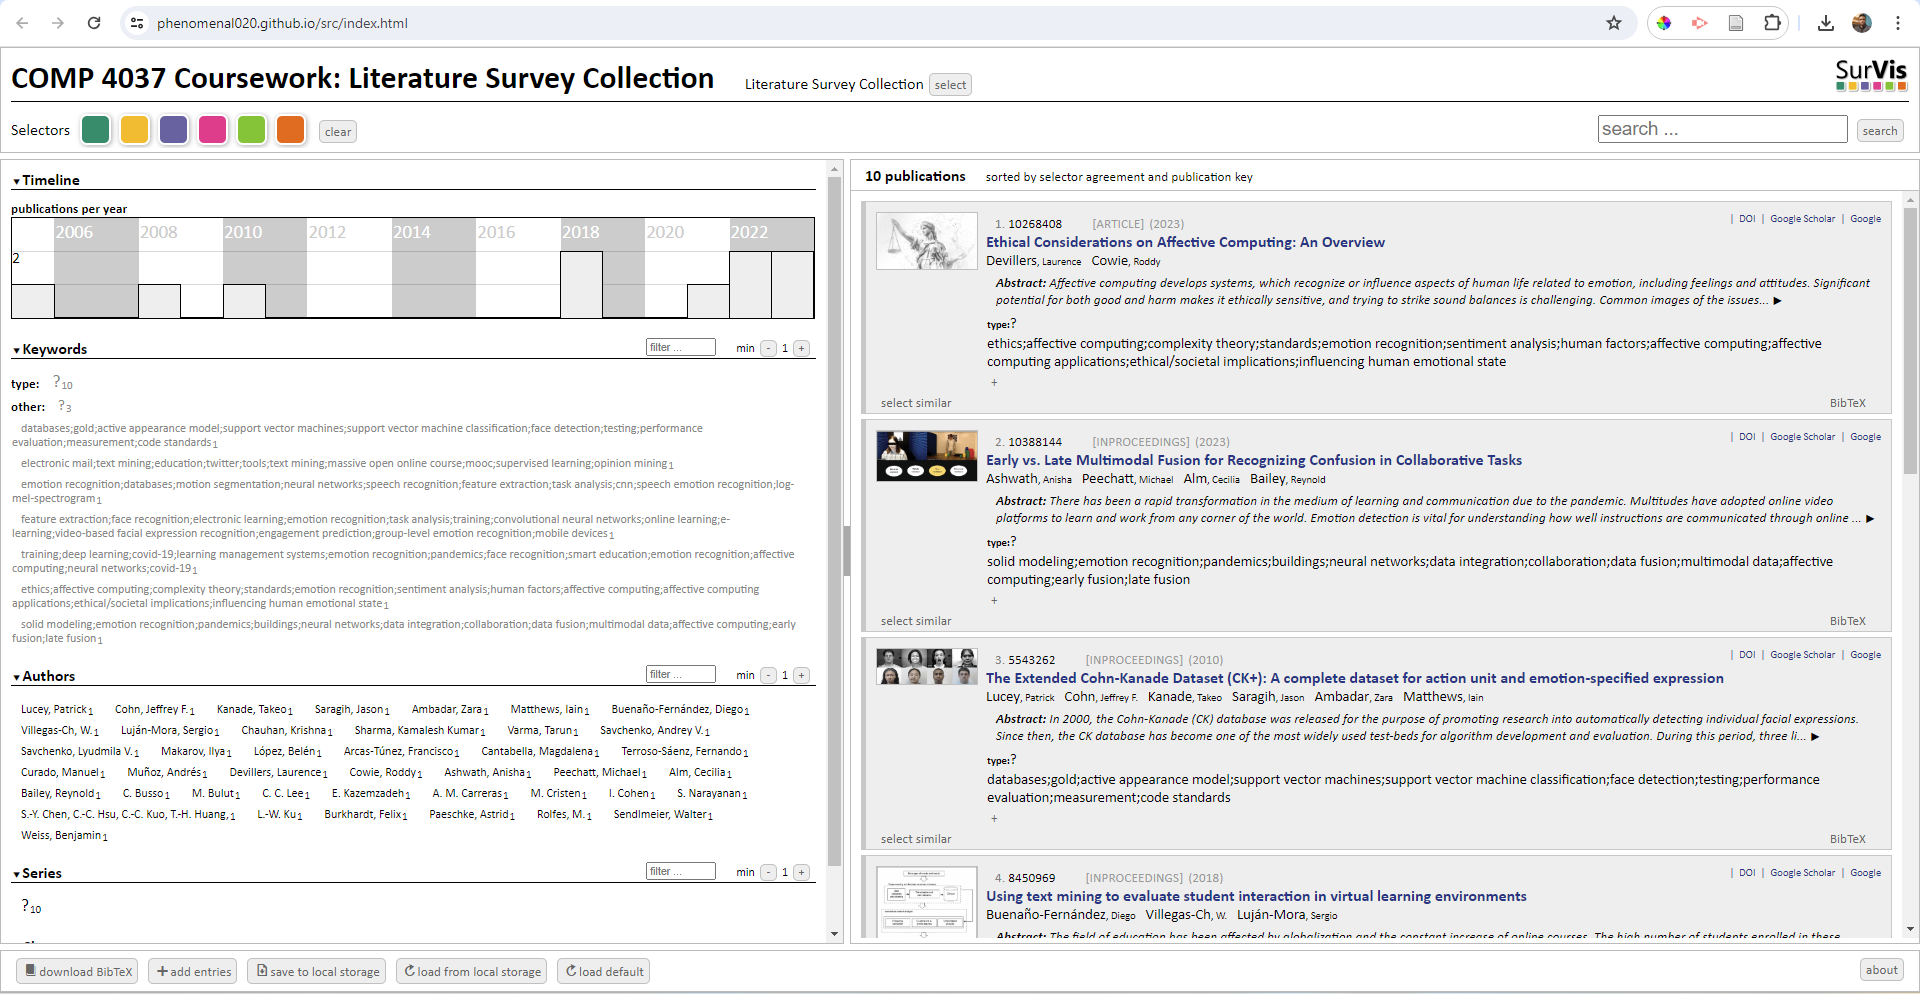 phenomenal020.github.io/src/index.html
COMP 4037 Coursework: Literature Survey Collection
Literature Survey Collection select
SurVis
Selectors
clear
search ...
search
Timeline
publications per year
2006 2008 2010 2012 2014 2016 2018 2020 2022
2
Keywords
filter ... min - 1 +
type: ?10
other: ?3
databases;gold;active appearance model;support vector machines;support vector machine classification;face detection;testing;performance
evaluation;measurement;code standards1
electronic mail;text mining;education;twitter;tools;text mining;massive open online course;mooc;supervised learning;opinion mining1
emotion recognition;databases;motion segmentation;neural networks;speech recognition;feature extraction;task analysis;cnn;speech emotion recognition;log-
mel-spectrogram1
feature extraction;face recognition;electronic learning;emotion recognition;task analysis;training;convolutional neural networks;online learning;e-
learning;video-based facial expression recognition;engagement prediction;group-level emotion recognition;mobile devices1
training;deep learning;covid-19;learning management systems;emotion recognition;pandemics;face recognition;smart education;emotion recognition;affective
computing;neural networks;covid-191
ethics;affective computing;complexity theory;standards;emotion recognition;sentiment analysis;human factors;affective computing;affective computing
applications;ethical/societal implications;influencing human emotional state1
solid modeling;emotion recognition;pandemics;buildings;neural networks;data integration;collaboration;data fusion;multimodal data;affective computing;early
fusion;late fusion1
Authors
filter ... min - 1 +
Lucey, Patrick1 Cohn, Jeffrey F.1 Kanade, Takeo1 Saragih, Jason1 Ambadar, Zara1 Matthews, Iain1 Buenaño-Fernández, Diego1
Villegas-Ch, W.1 Luján-Mora, Sergio1 Chauhan, Krishna1 Sharma, Kamalesh Kumar1 Varma, Tarun1 Savchenko, Andrey V.1
Savchenko, Lyudmila V.1 Makarov, Ilya1 López, Belén1 Arcas-Túnez, Francisco1 Cantabella, Magdalena1 Terroso-Sáenz, Fernando1
Curado, Manuel1 Muñoz, Andrés1 Devillers, Laurence1 Cowie, Roddy1 Ashwath, Anisha1 Peechatt, Michael1 Alm, Cecilia1
Bailey, Reynold1 C. Busso1 M. Bulut1 C. C. Lee1 E. Kazemzadeh1 A. M. Carreras1 M. Cristen1 I. Cohen1 S. Narayanan1
S.-Y. Chen, C.-C. Hsu, C.-C. Kuo, T.-H. Huang,1 L.-W. Ku1 Burkhardt, Felix1 Paeschke, Astrid1 Rolfes, M.1 Sendlmeier, Walter1
Weiss, Benjamin1
Series
filter ... min - 1 +
?10
10 publications sorted by selector agreement and publication key
1. 10268408 [ARTICLE] (2023) | DOI | Google Scholar | Google
Ethical Considerations on Affective Computing: An Overview
Devillers, Laurence Cowie, Roddy
Abstract: Affective computing develops systems, which recognize or influence aspects of human life related to emotion, including feelings and attitudes. Significant
potential for both good and harm makes it ethically sensitive, and trying to strike sound balances is challenging. Common images of the issues...
type:?
ethics;affective computing;complexity theory;standards;emotion recognition;sentiment analysis;human factors;affective computing;affective
computing applications;ethical/societal implications;influencing human emotional state
+
select similar BibTeX
2. 10388144 [INPROCEEDINGS] (2023) | DOI | Google Scholar | Google
Early vs. Late Multimodal Fusion for Recognizing Confusion in Collaborative Tasks
Ashwath, Anisha Peechatt, Michael Alm, Cecilia Bailey, Reynold
Abstract: There has been a rapid transformation in the medium of learning and communication due to the pandemic. Multitudes have adopted online video
platforms to learn and work from any corner of the world. Emotion detection is vital for understanding how well instructions are communicated through online ...
type:?
solid modeling;emotion recognition;pandemics;buildings;neural networks;data integration;collaboration;data fusion;multimodal data;affective
computing;early fusion;late fusion
+
select similar BibTeX
3. 5543262 [INPROCEEDINGS] (2010) | DOI | Google Scholar | Google
The Extended Cohn-Kanade Dataset (CK+): A complete dataset for action unit and emotion-specified expression
Lucey, Patrick Cohn, Jeffrey F. Kanade, Takeo Saragih, Jason Ambadar, Zara Matthews, Iain
Abstract: In 2000, the Cohn-Kanade (CK) database was released for the purpose of promoting research into automatically detecting individual facial expressions.
Since then, the CK database has become one of the most widely used test-beds for algorithm development and evaluation. During this period, three li...
type:?
databases;gold;active appearance model;support vector machines;support vector machine classification;face detection;testing;performance
evaluation;measurement;code standards
+
select similar BibTeX
4. 8450969 [INPROCEEDINGS] (2018) | DOI | Google Scholar | Google
Using text mining to evaluate student interaction in virtual learning environments
Buenaño-Fernández, Diego Villegas-Ch, W. Luján-Mora, Sergio
Abstract: The field of education has been affected by globalization and the constant increase of online courses. The high number of students enrolled in these
download BibTeX + add entries save to local storage load from local storage load default about